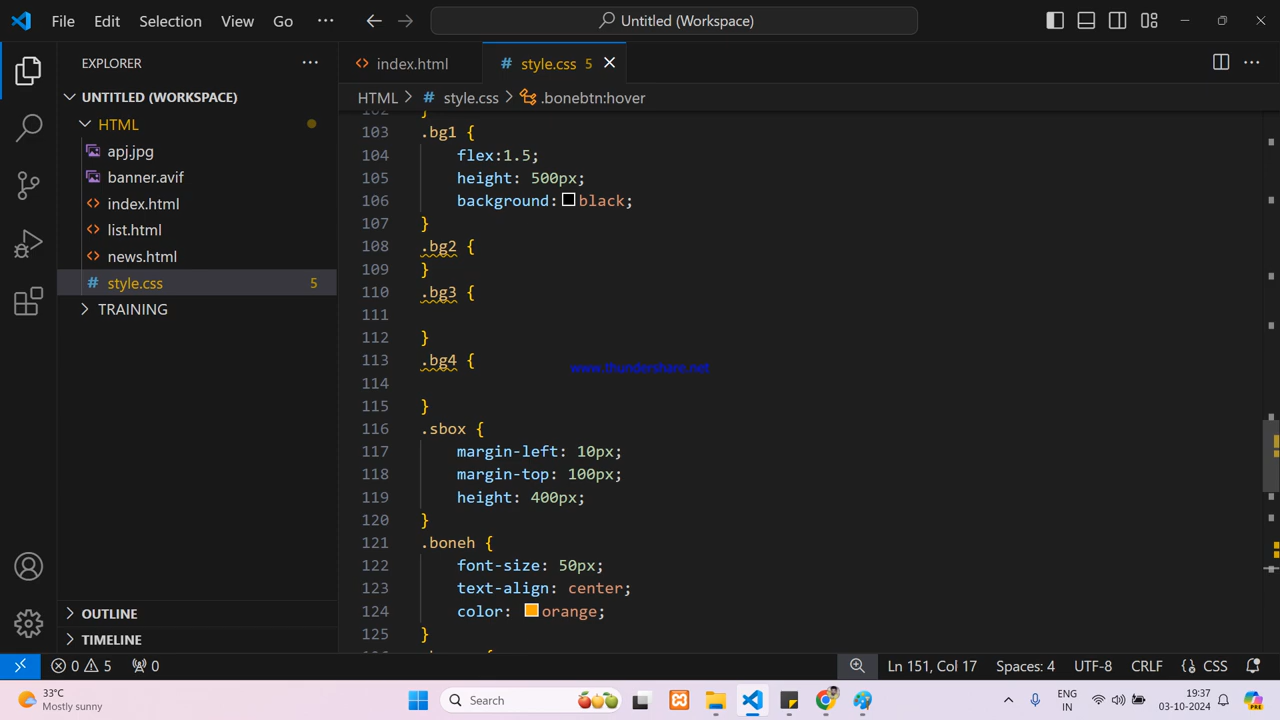 File Edit Selection View Go ··· Untitled (Workspace)
EXPLORER ···
UNTITLED (WORKSPACE)
HTML
apj.jpg
banner.avif
index.html
list.html
news.html
style.css 5
TRAINING
OUTLINE
TIMELINE
index.html # style.css 5
HTML > # style.css > .bonebtn:hover
102 }
103 .bg1 {
104 flex:1.5;
105 height: 500px;
106 background: black;
107 }
108 .bg2 {
109 }
110 .bg3 {
111
112 }
113 .bg4 {
www.thundershare.net
114
115 }
116 .sbox {
117 margin-left: 10px;
118 margin-top: 100px;
119 height: 400px;
120 }
121 .boneh {
122 font-size: 50px;
123 text-align: center;
124 color: orange;
125 }
0 5 0 Ln 151, Col 17 Spaces: 4 UTF-8 CRLF {} CSS
33°C
Mostly sunny
Search
ENG
IN
19:37
03-10-2024
PRE